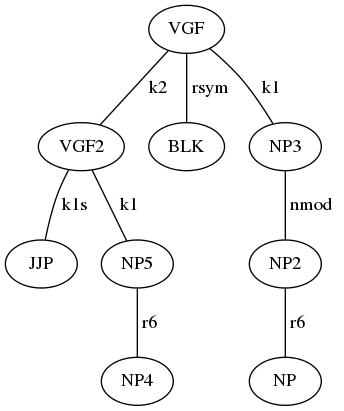 VGF
k2 rsym k1
VGF2 BLK NP3
k1s k1 nmod
JJP NP5 NP2
r6 r6
NP4 NP